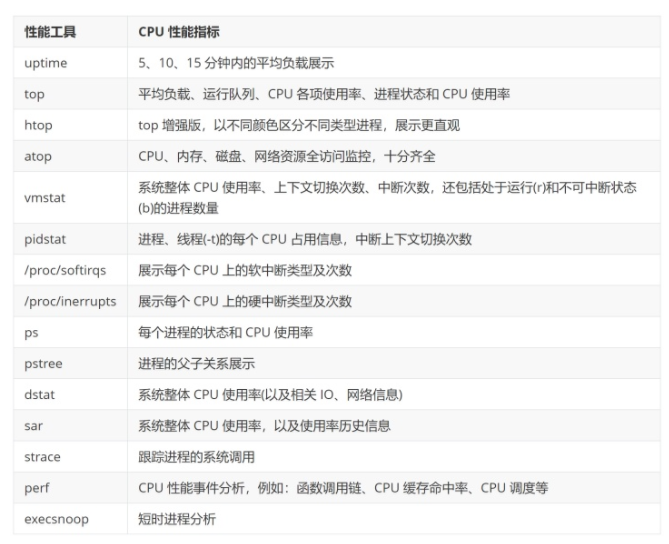 性能工具 CPU 性能指标
uptime 5、10、15 分钟内的平均负载展示
top 平均负载、运行队列、CPU 各项使用率、进程状态和 CPU 使用率
htop top 增强版，以不同颜色区分不同类型进程，展示更直观
atop CPU、内存、磁盘、网络资源全访问监控，十分齐全
vmstat 系统整体 CPU 使用率、上下文切换次数、中断次数，还包括处于运行(r)和不可中断状态
(b)的进程数量
pidstat 进程、线程(-t)的每个 CPU 占用信息，中断上下文切换次数
/proc/softirqs 展示每个 CPU 上的软中断类型及次数
/proc/inerrupts 展示每个 CPU 上的硬中断类型及次数
ps 每个进程的状态和 CPU 使用率
pstree 进程的父子关系展示
dstat 系统整体 CPU 使用率(以及相关 IO、网络信息)
sar 系统整体 CPU 使用率，以及使用率历史信息
strace 跟踪进程的系统调用
perf CPU 性能事件分析，例如：函数调用链、CPU 缓存命中率、CPU 调度等
execsnoop 短时进程分析